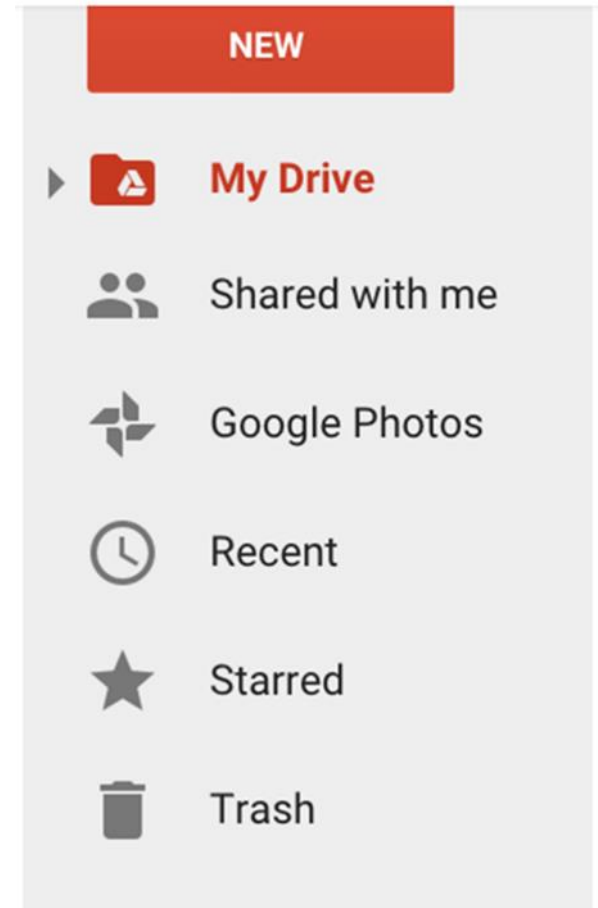 NEW
My Drive
Shared with me
Google Photos
Recent
Starred
Trash